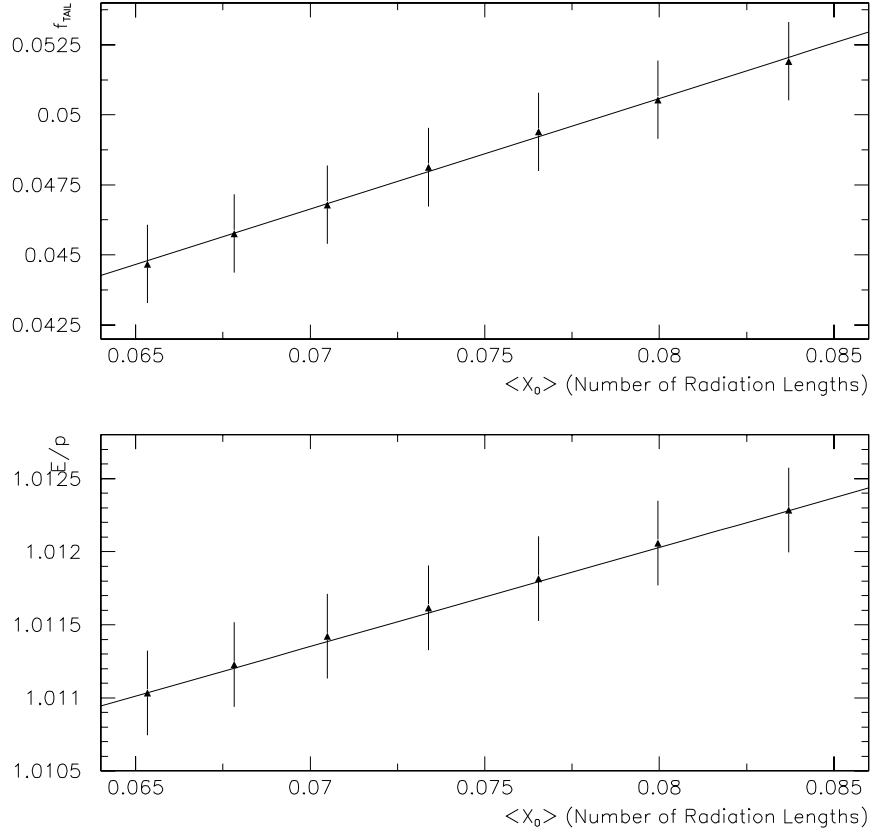 f_TAIL
0.0525
0.05
0.0475
0.045
0.0425
0.065 0.07 0.075 0.08 0.085
<X₀> (Number of Radiation Lengths)
E/p
1.0125
1.012
1.0115
1.011
1.0105
0.065 0.07 0.075 0.08 0.085
<X₀> (Number of Radiation Lengths)